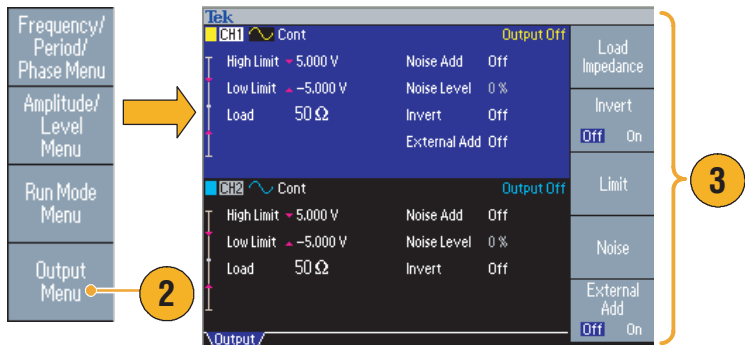 Frequency/
Period/
Phase Menu
Amplitude/
Level
Menu
Run Mode
Menu
Output
Menu
2
Tek
CH1 Cont Output Off
High Limit 5.000 V Noise Add Off
Low Limit −5.000 V Noise Level 0 %
Load 50 Ω Invert Off
External Add Off
CH2 Cont Output Off
High Limit 5.000 V Noise Add Off
Low Limit −5.000 V Noise Level 0 %
Load 50 Ω Invert Off
Output
Load
Impedance
Invert
Off On
Limit
Noise
External
Add
Off On
3